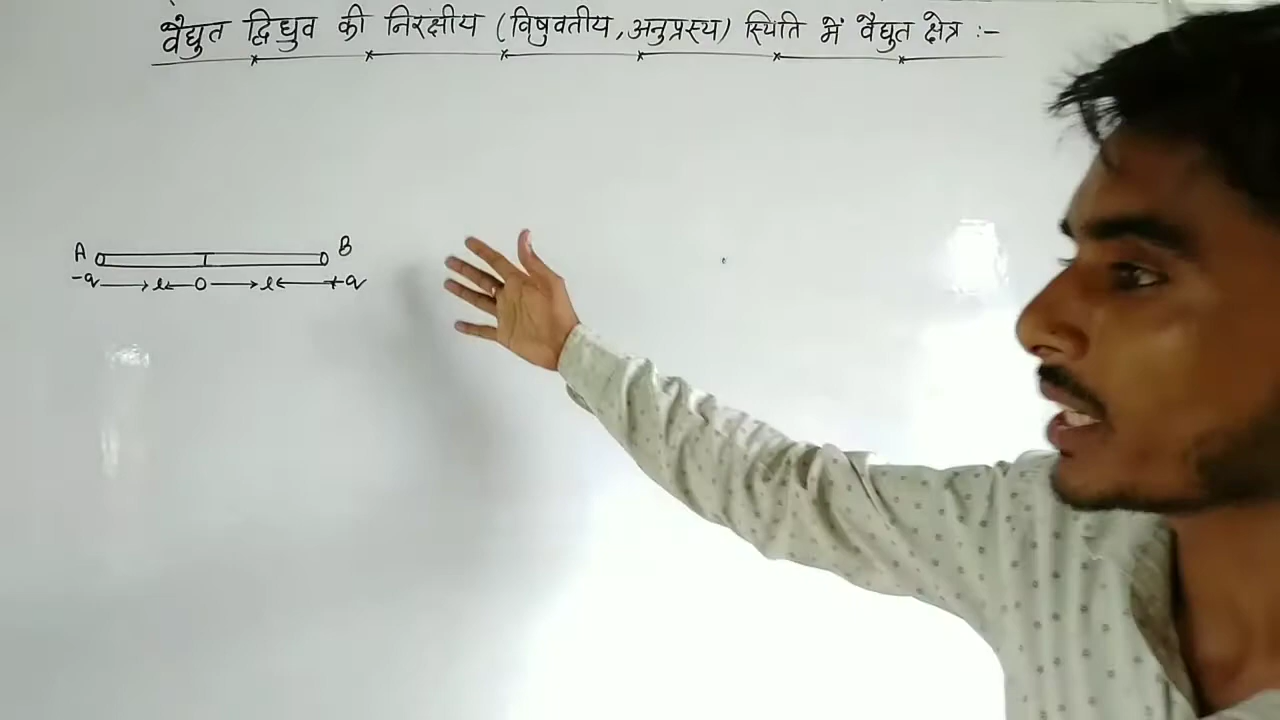 वैद्युत द्विध्रुव की निरक्षीय (विषुवतीय, अनुप्रस्थ) स्थिति में वैद्युत क्षेत्र :-
A B
-q l O l +q